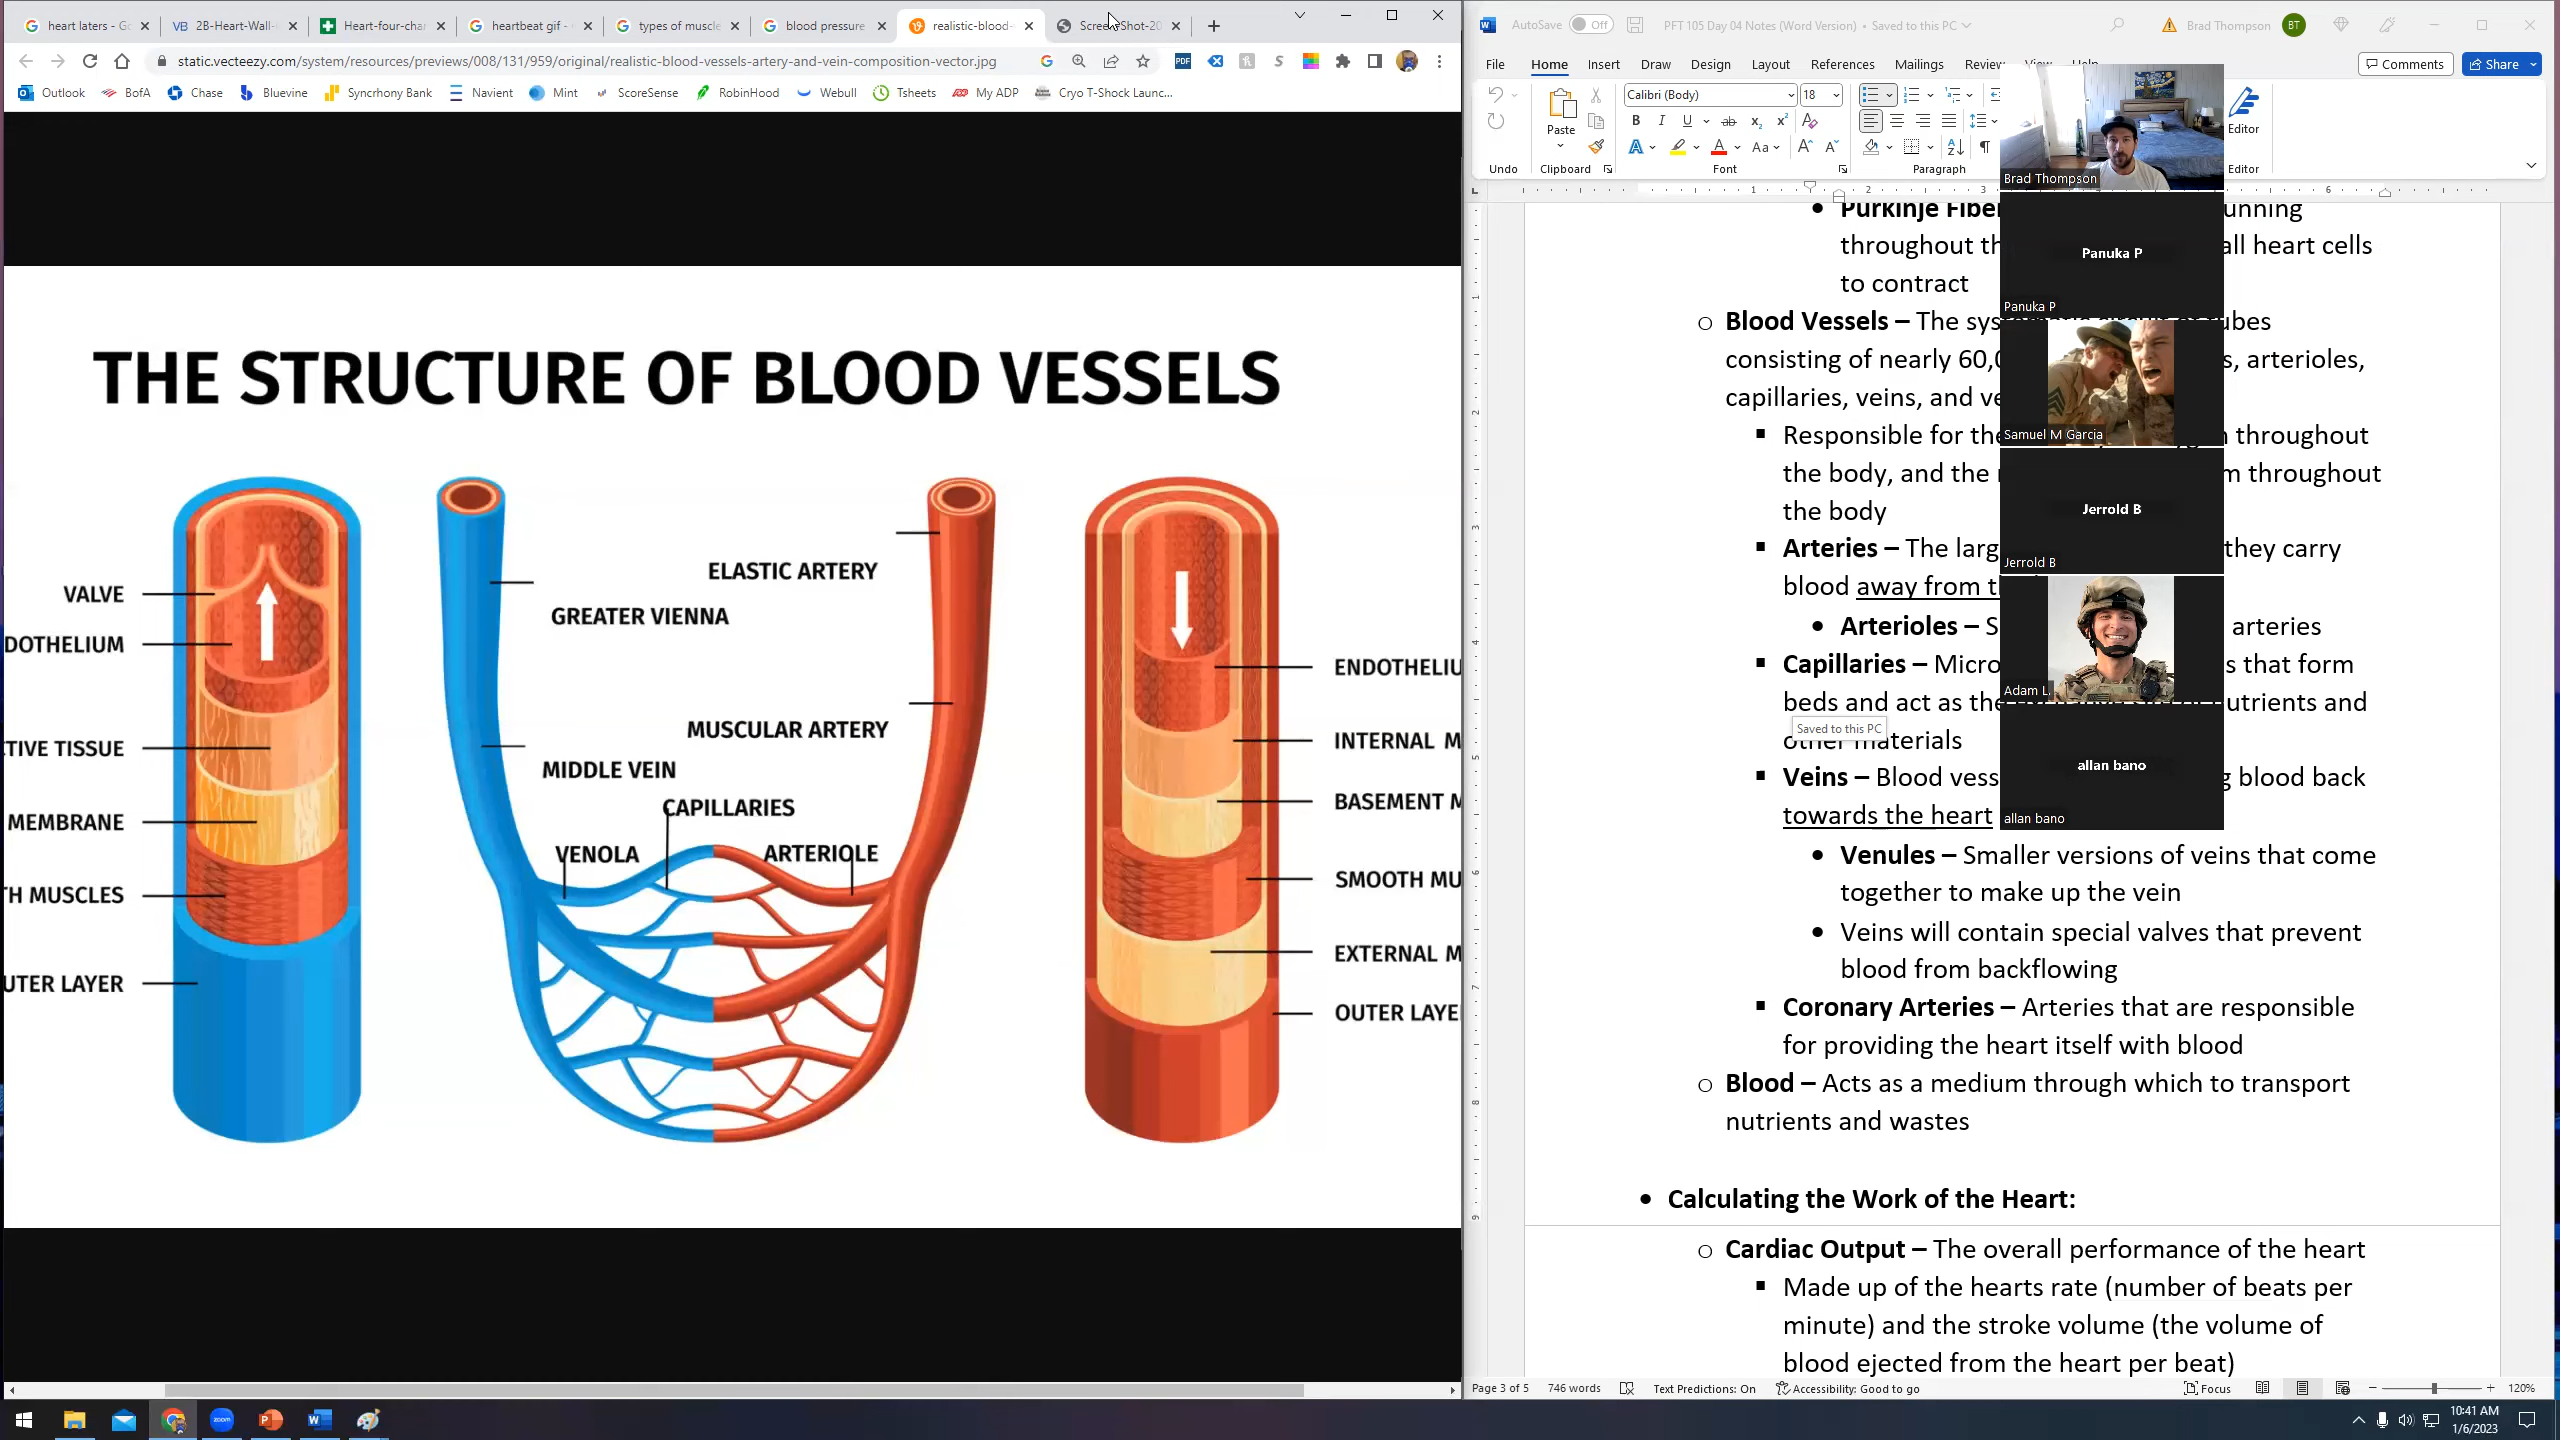 heart laters - Go
2B-Heart-Wall-
Heart-four-cha
heartbeat gif -
types of muscle
blood pressure
realistic-blood-
Screen-Shot-20
static.vecteezy.com/system/resources/previews/008/131/959/original/realistic-blood-vessels-artery-and-vein-composition-vector.jpg
Outlook
BofA
Chase
Bluevine
Syncrhony Bank
Navient
Mint
ScoreSense
RobinHood
Webull
Tsheets
My ADP
Cryo T-Shock Launc...
THE STRUCTURE OF BLOOD VESSELS
VALVE
DOTHELIUM
CTIVE TISSUE
MEMBRANE
TH MUSCLES
UTER LAYER
ELASTIC ARTERY
GREATER VIENNA
MUSCULAR ARTERY
MIDDLE VEIN
CAPILLARIES
VENOLA
ARTERIOLE
ENDOTHELIU
INTERNAL M
BASEMENT M
SMOOTH MU
EXTERNAL M
OUTER LAYE
AutoSave Off
PFT 105 Day 04 Notes (Word Version) • Saved to this PC
Brad Thompson BT
File Home Insert Draw Design Layout References Mailings Review View Help
Comments
Share
Paste
Calibri (Body) 18
Editor
Undo Clipboard Font Paragraph Editor
Brad Thompson
Panuka P
Panuka P
Samuel M Garcia
Jerrold B
Jerrold B
Adam L.
allan bano
allan bano
• Purkinje Fiber unning
throughout th all heart cells
to contract
o Blood Vessels – The systematic circuit of tubes
consisting of nearly 60,0 s, arterioles,
capillaries, veins, and ve
▪ Responsible for the n throughout
the body, and the m throughout
the body
▪ Arteries – The larg they carry
blood away from th
• Arterioles – S arteries
▪ Capillaries – Micro s that form
beds and act as the utrients and
other materials
Saved to this PC
▪ Veins – Blood vess g blood back
towards the heart
• Venules – Smaller versions of veins that come
together to make up the vein
• Veins will contain special valves that prevent
blood from backflowing
▪ Coronary Arteries – Arteries that are responsible
for providing the heart itself with blood
o Blood – Acts as a medium through which to transport
nutrients and wastes
• Calculating the Work of the Heart:
o Cardiac Output – The overall performance of the heart
▪ Made up of the hearts rate (number of beats per
minute) and the stroke volume (the volume of
blood ejected from the heart per beat)
Page 3 of 5 746 words Text Predictions: On Accessibility: Good to go Focus 120%
10:41 AM
1/6/2023